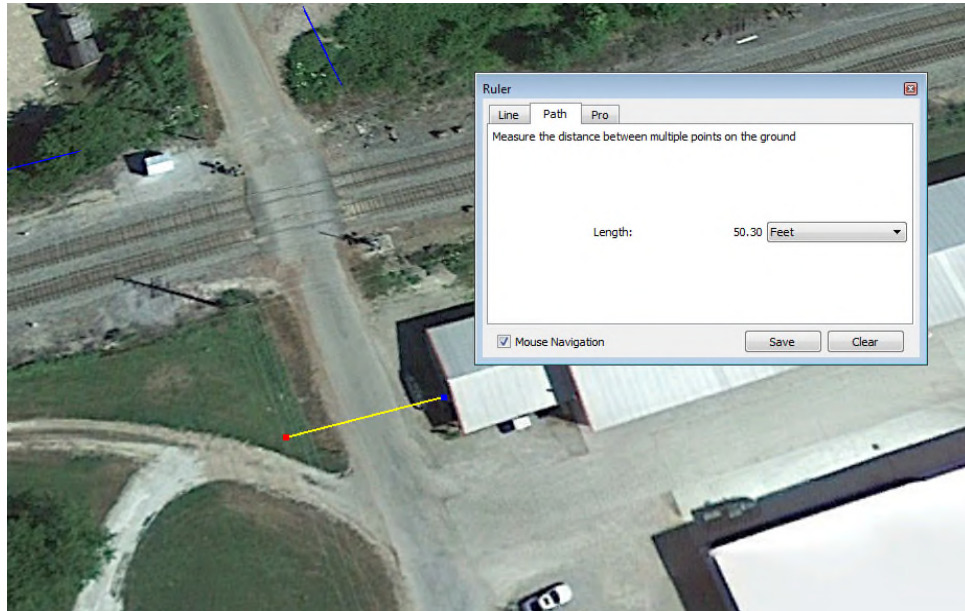 Ruler
Line Path Pro
Measure the distance between multiple points on the ground
Length: 50.30 Feet
Mouse Navigation Save Clear